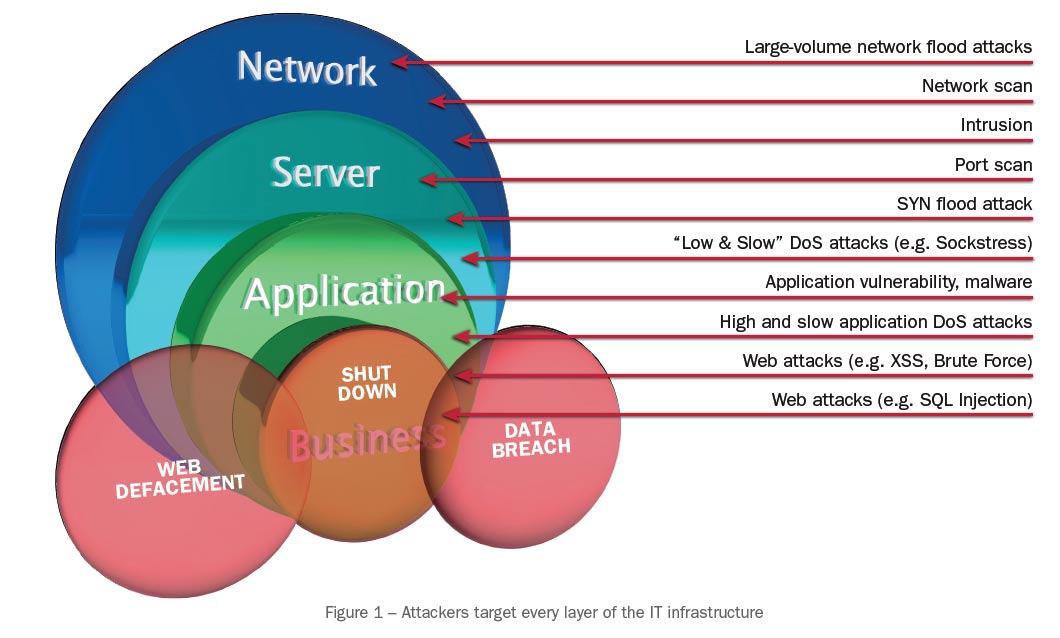 Network
Large-volume network flood attacks
Network scan
Intrusion
Server
Port scan
SYN flood attack
“Low & Slow” DoS attacks (e.g. Sockstress)
Application
Application vulnerability, malware
High and slow application DoS attacks
Web attacks (e.g. XSS, Brute Force)
Web attacks (e.g. SQL Injection)
SHUT
DOWN
Business
DATA
BREACH
WEB
DEFACEMENT
Figure 1 – Attackers target every layer of the IT infrastructure